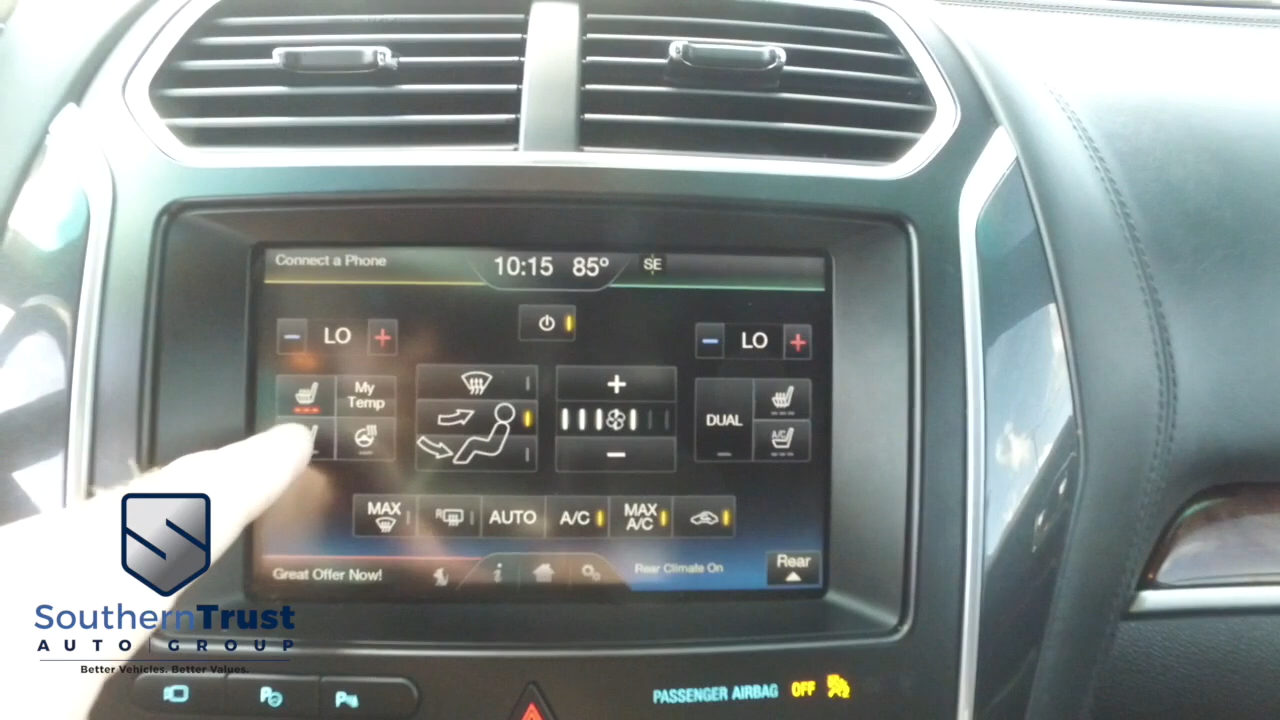 Connect a Phone
10:15 85° SE
- LO +
- LO +
My
Temp
+
-
DUAL
A/C
MAX
R
AUTO
A/C
MAX
A/C
Great Offer Now!
i
Rear Climate On
Rear
SouthernTrust
AUTO GROUP
Better Vehicles. Better Values.
PASSENGER AIRBAG OFF